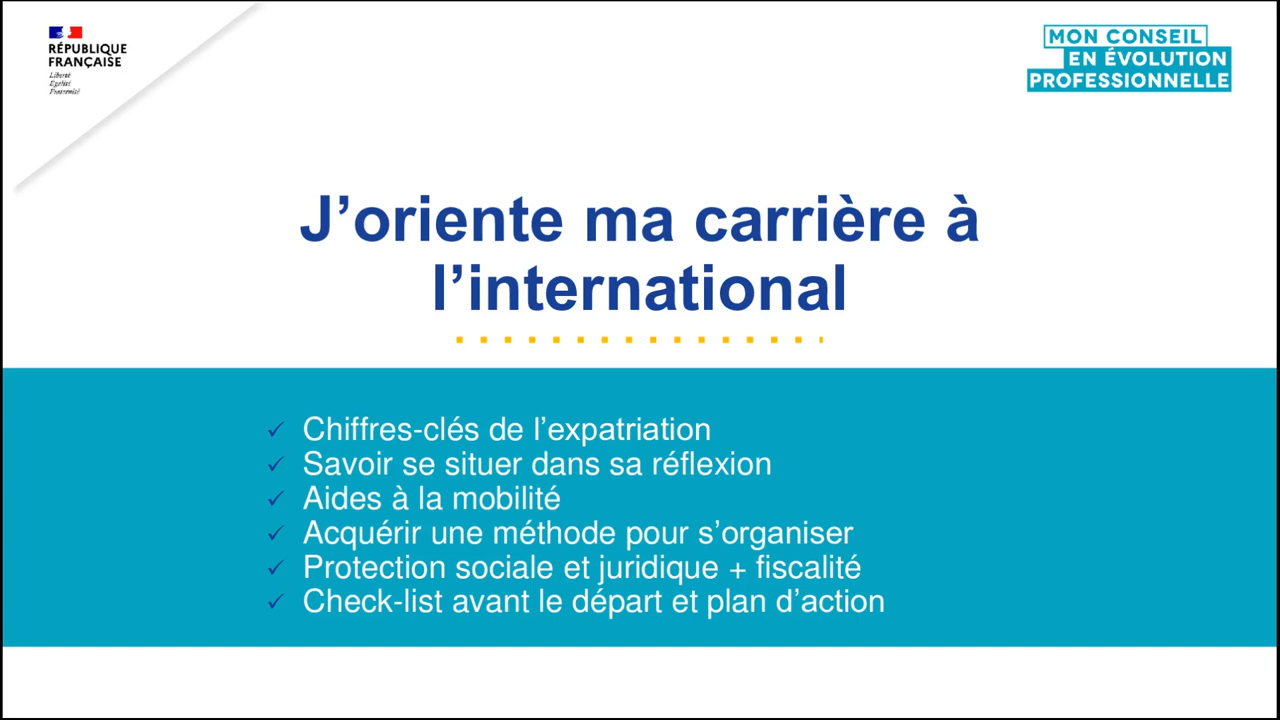 RÉPUBLIQUE
FRANÇAISE
Liberté
Égalité
Fraternité
MON CONSEIL
EN ÉVOLUTION
PROFESSIONNELLE
J’oriente ma carrière à
l’international
✓ Chiffres-clés de l’expatriation
✓ Savoir se situer dans sa réflexion
✓ Aides à la mobilité
✓ Acquérir une méthode pour s’organiser
✓ Protection sociale et juridique + fiscalité
✓ Check-list avant le départ et plan d’action